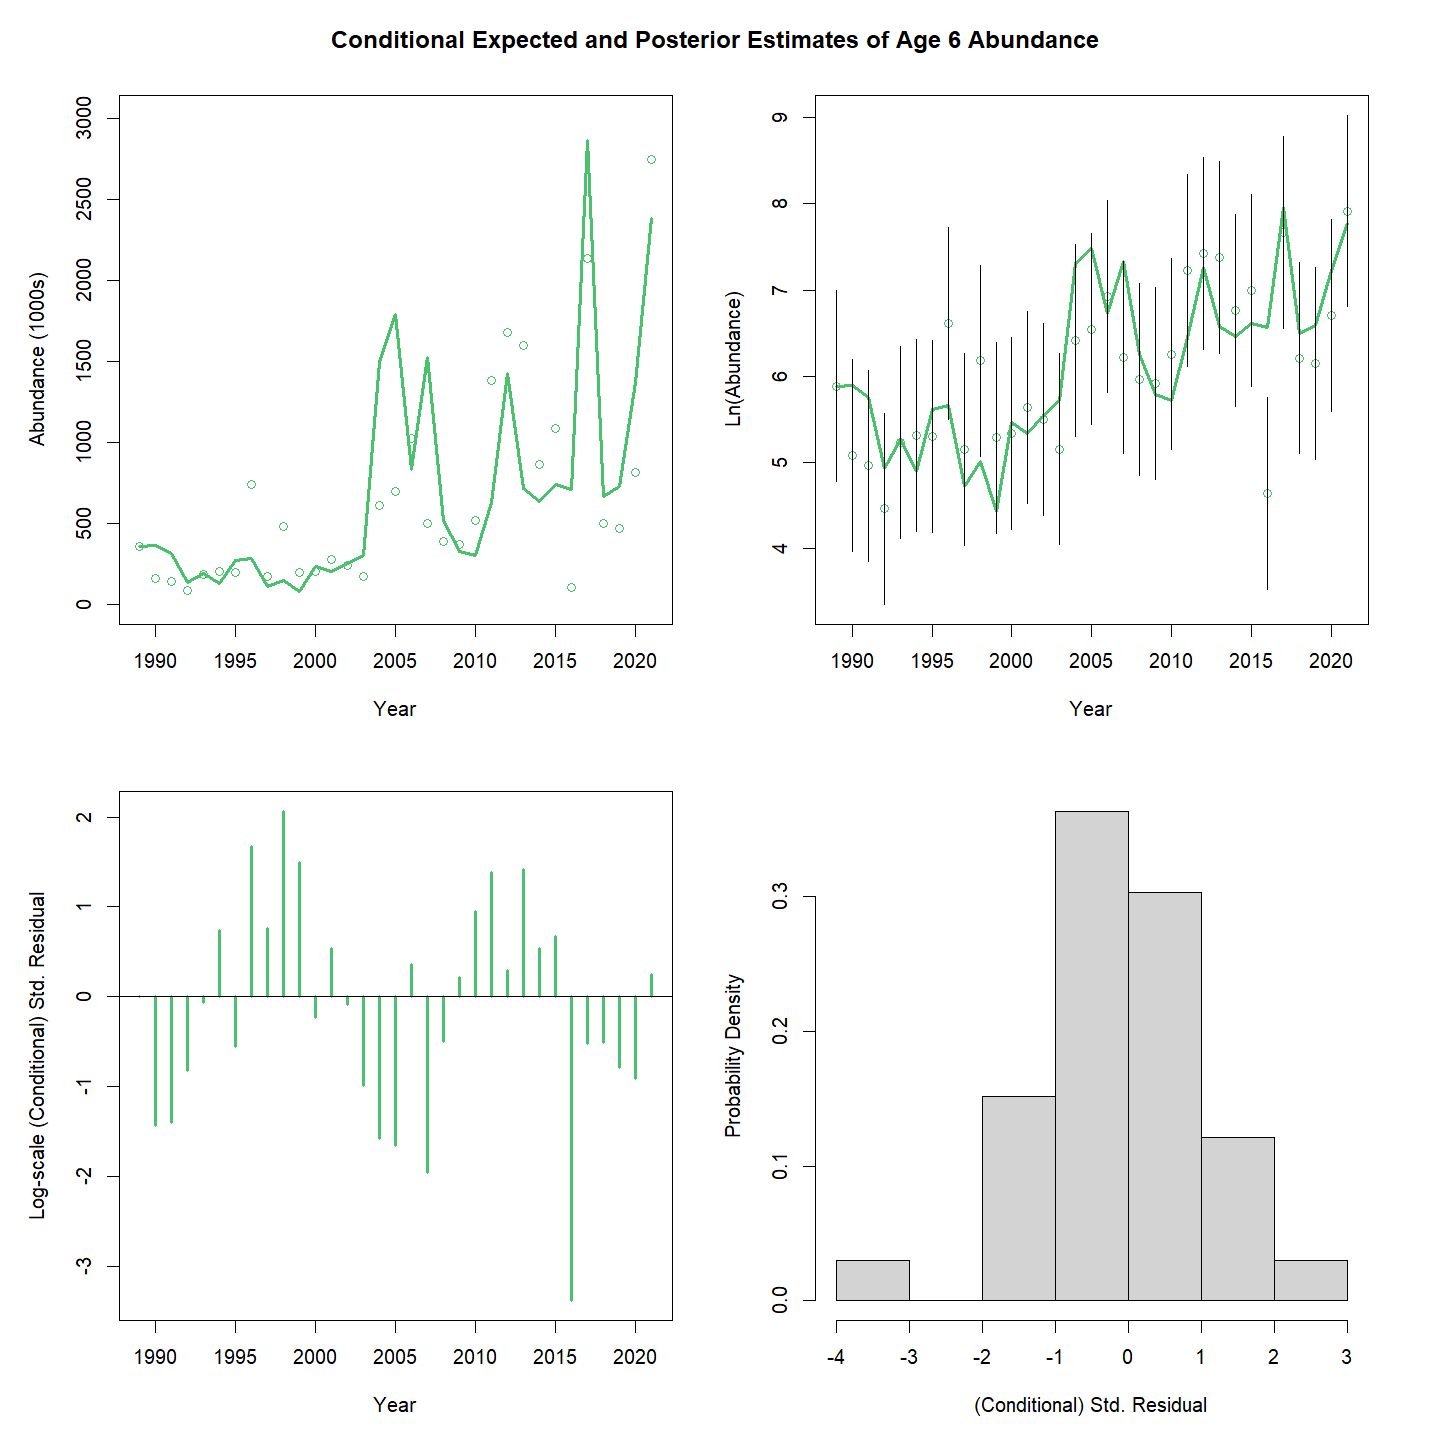 Conditional Expected and Posterior Estimates of Age 6 Abundance
Abundance (1000s)
3000
2500
2000
1500
1000
500
0
1990 1995 2000 2005 2010 2015 2020
Year
Ln(Abundance)
9
8
7
6
5
4
1990 1995 2000 2005 2010 2015 2020
Year
Log-scale (Conditional) Std. Residual
2
1
0
-1
-2
-3
1990 1995 2000 2005 2010 2015 2020
Year
Probability Density
0.3
0.2
0.1
0.0
-4 -3 -2 -1 0 1 2 3
(Conditional) Std. Residual